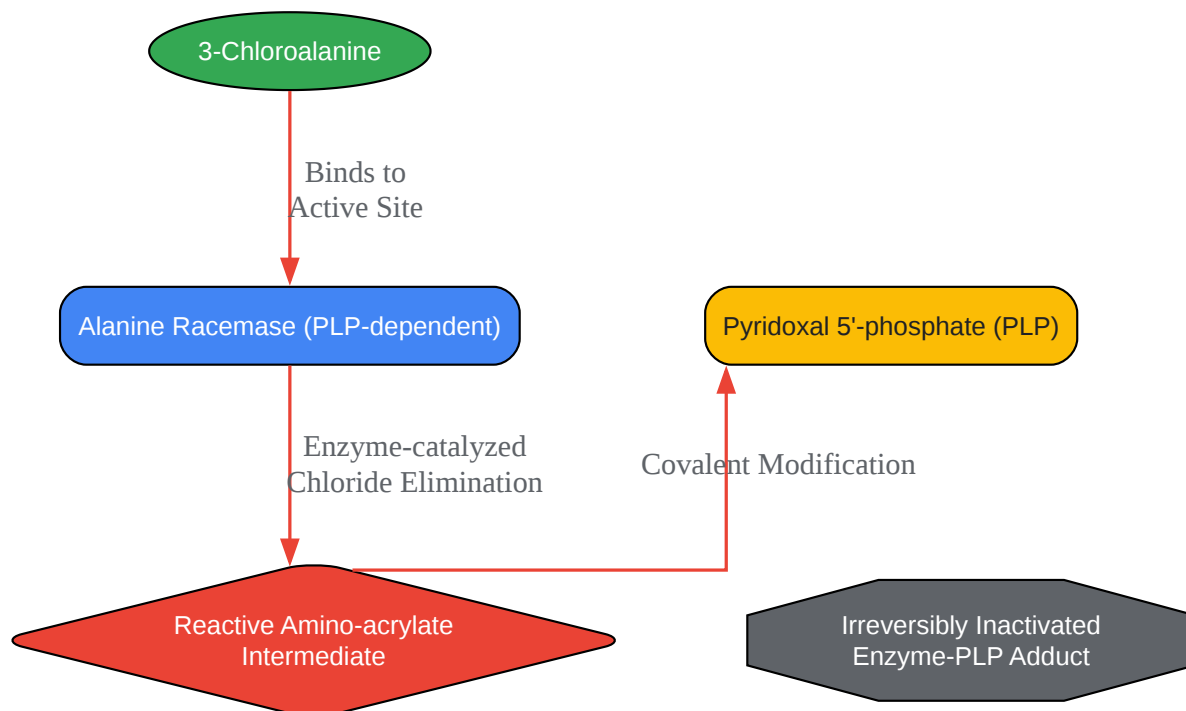 3-Chloroalanine
Binds to
Active Site
Alanine Racemase (PLP-dependent)
Pyridoxal 5'-phosphate (PLP)
Enzyme-catalyzed
Chloride Elimination
Covalent Modification
Reactive Amino-acrylate
Intermediate
Irreversibly Inactivated
Enzyme-PLP Adduct